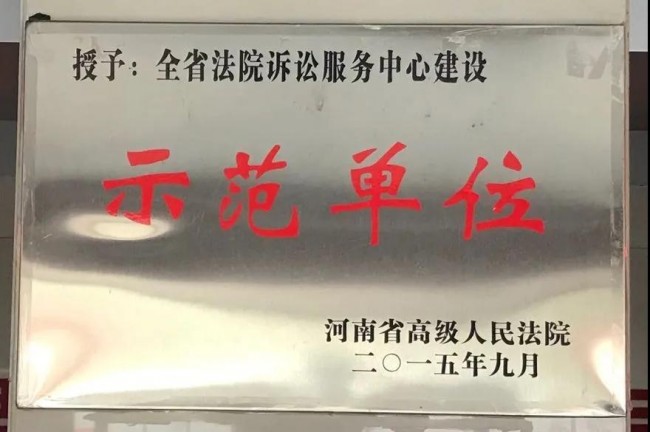 授予：全省法院诉讼服务中心建设
示范单位
河南省高级人民法院
二〇一五年九月